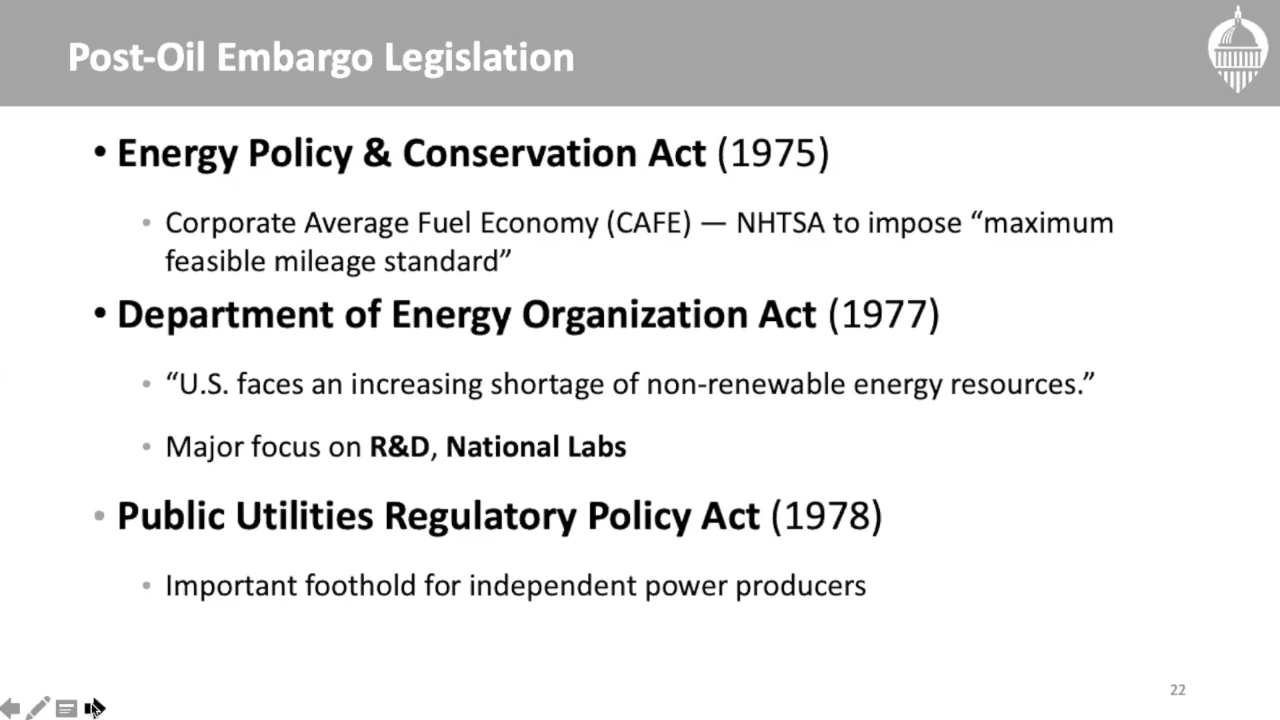 Post-Oil Embargo Legislation
• Energy Policy & Conservation Act (1975)
• Corporate Average Fuel Economy (CAFE) — NHTSA to impose “maximum
feasible mileage standard”
• Department of Energy Organization Act (1977)
• “U.S. faces an increasing shortage of non-renewable energy resources.”
• Major focus on R&D, National Labs
• Public Utilities Regulatory Policy Act (1978)
• Important foothold for independent power producers
22